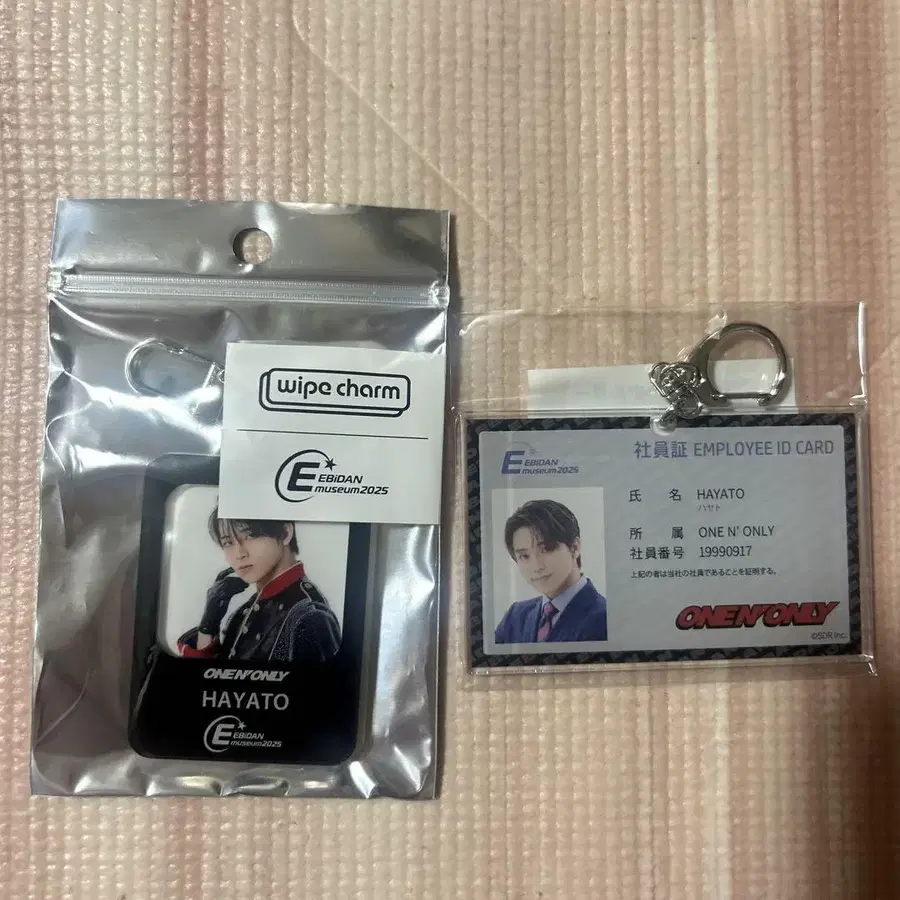 wipe charm
E EBiDAN
museum2025
ONE N' ONLY
HAYATO
E EBiDAN
museum2025
E EBiDAN
museum2025
社員証 EMPLOYEE ID CARD
氏 名 HAYATO
ハヤト
所 属 ONE N' ONLY
社員番号 19990917
上記の者は当社の社員であることを証明する。
ONE N' ONLY
©SDR Inc.